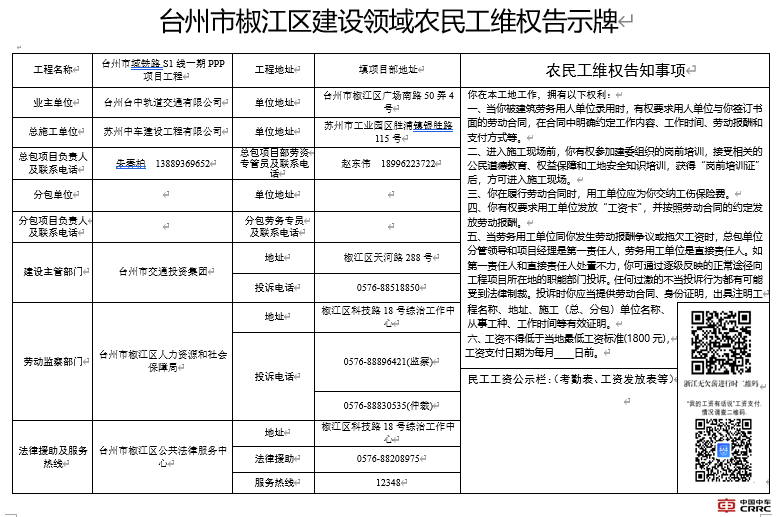 台州市椒江区建设领域农民工维权告示牌
工程名称
台州市域铁路 S1 线一期 PPP
项目工程
工程地址
填项目部地址
业主单位
台州台中轨道交通有限公司
单位地址
台州市椒江区广场南路 50 弄 4
号
总施工单位
苏州中车建设工程有限公司
单位地址
苏州市工业园区胜浦镇银胜路
115 号
总包项目负责人
及联系电话
朱秦柏 13889369652
总包项目部劳资
专管员及联系电
话
赵东伟 18996223722
分包单位
单位地址
分包项目负责人
及联系电话
分包劳务专员
及联系电话
建设主管部门
台州市交通投资集团
地址
椒江区天河路 288 号
投诉电话
0576-88518850
劳动监察部门
台州市椒江区人力资源和社会
保障局
地址
椒江区科技路 18 号综治工作中
心
投诉电话
0576-88896421(监察)
0576-88830535(仲裁)
法律援助及服务
热线
台州市椒江区公共法律服务中
心
地址
椒江区科技路 18 号综治工作中
心
法律援助
0576-88208975
服务热线
12348
农民工维权告知事项
你在本工地工作，拥有以下权利：
一、当你被建筑劳务用人单位录用时，有权要求用人单位与你签订书
面的劳动合同，在合同中明确约定工作内容、工作时间、劳动报酬和
支付方式等。
二、进入施工现场前，你有权参加建委组织的岗前培训，接受相关的
公民道德教育、权益保障和工地安全知识培训，获得“岗前培训证”
后，方可进入施工现场。
三、你在履行劳动合同时，用工单位应为你交纳工伤保险费。
四、你有权要求用工单位发放“工资卡”，并按照劳动合同的约定发
放劳动报酬。
五、当劳务用工单位同你发生劳动报酬争议或拖欠工资时，总包单位
分管领导和项目经理是第一责任人，劳务用工单位是直接责任人。如
第一责任人和直接责任人处置不力，你可通过逐级反映的正常途径向
工程项目所在地的职能部门投诉。任何过激的不当投诉行为都有可能
受到法律制裁。投诉时你应当提供劳动合同、身份证明，出具注明工
程名称、地址、施工（总、分包）单位名称、
从事工种、工作时间等有效证明。
六、工资不得低于当地最低工资标准(1800 元)，
工资支付日期为每月____日前。
民工工资公示栏：（考勤表、工资发放表等）
浙江无欠薪进行时二维码
“我的工资有话说”工资支付
情况调查二维码
中国中车
CRRC